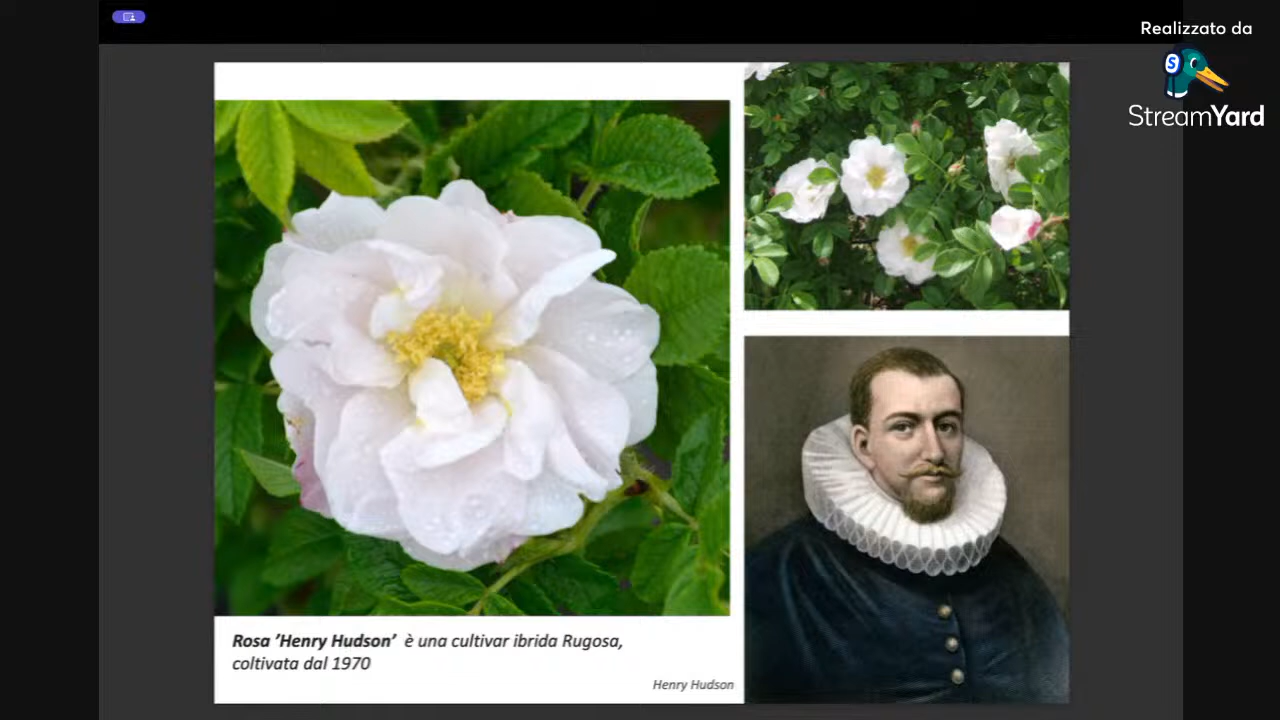 Realizzato da
StreamYard
Rosa ’Henry Hudson’ è una cultivar ibrida Rugosa,
coltivata dal 1970
Henry Hudson